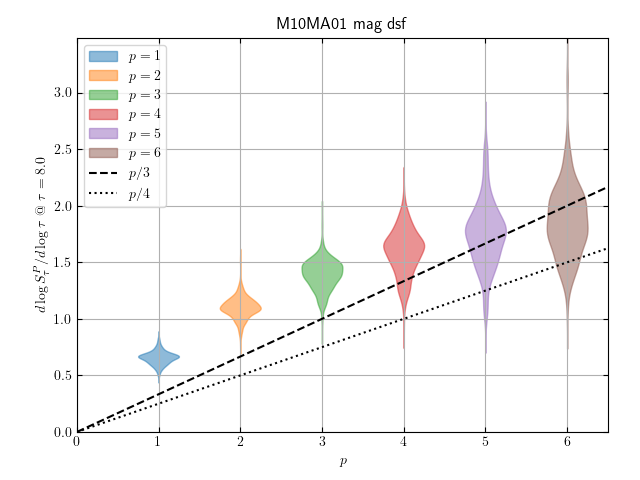 M10MA01 mag dsf
p = 1
p = 2
p = 3
p = 4
p = 5
p = 6
p/3
p/4
d log S_τ^P / d log τ @ τ = 8.0
3.0
2.5
2.0
1.5
1.0
0.5
0.0
0 1 2 3 4 5 6
p